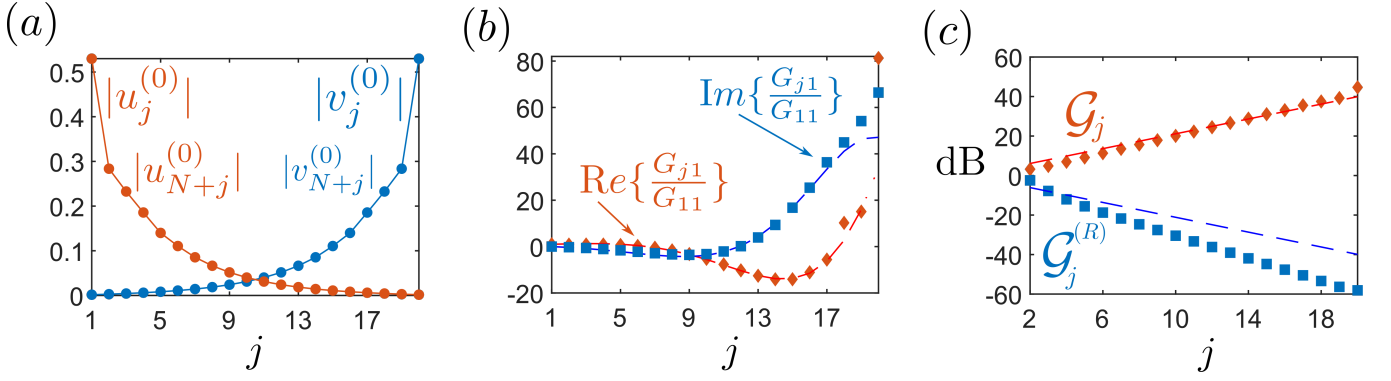 (a)
0.5
0.4
0.3
0.2
0.1
0
|u_j^{(0)}|
|u_{N+j}^{(0)}|
|v_j^{(0)}|
|v_{N+j}^{(0)}|
1 5 9 13 17
j
(b)
80
60
40
20
0
-20
Im{\frac{G_{j1}}{G_{11}}}
Re{\frac{G_{j1}}{G_{11}}}
1 5 9 13 17
j
(c)
60
40
20
0
-20
-40
-60
dB
𝒢_j
𝒢_j^{(R)}
2 6 10 14 18
j